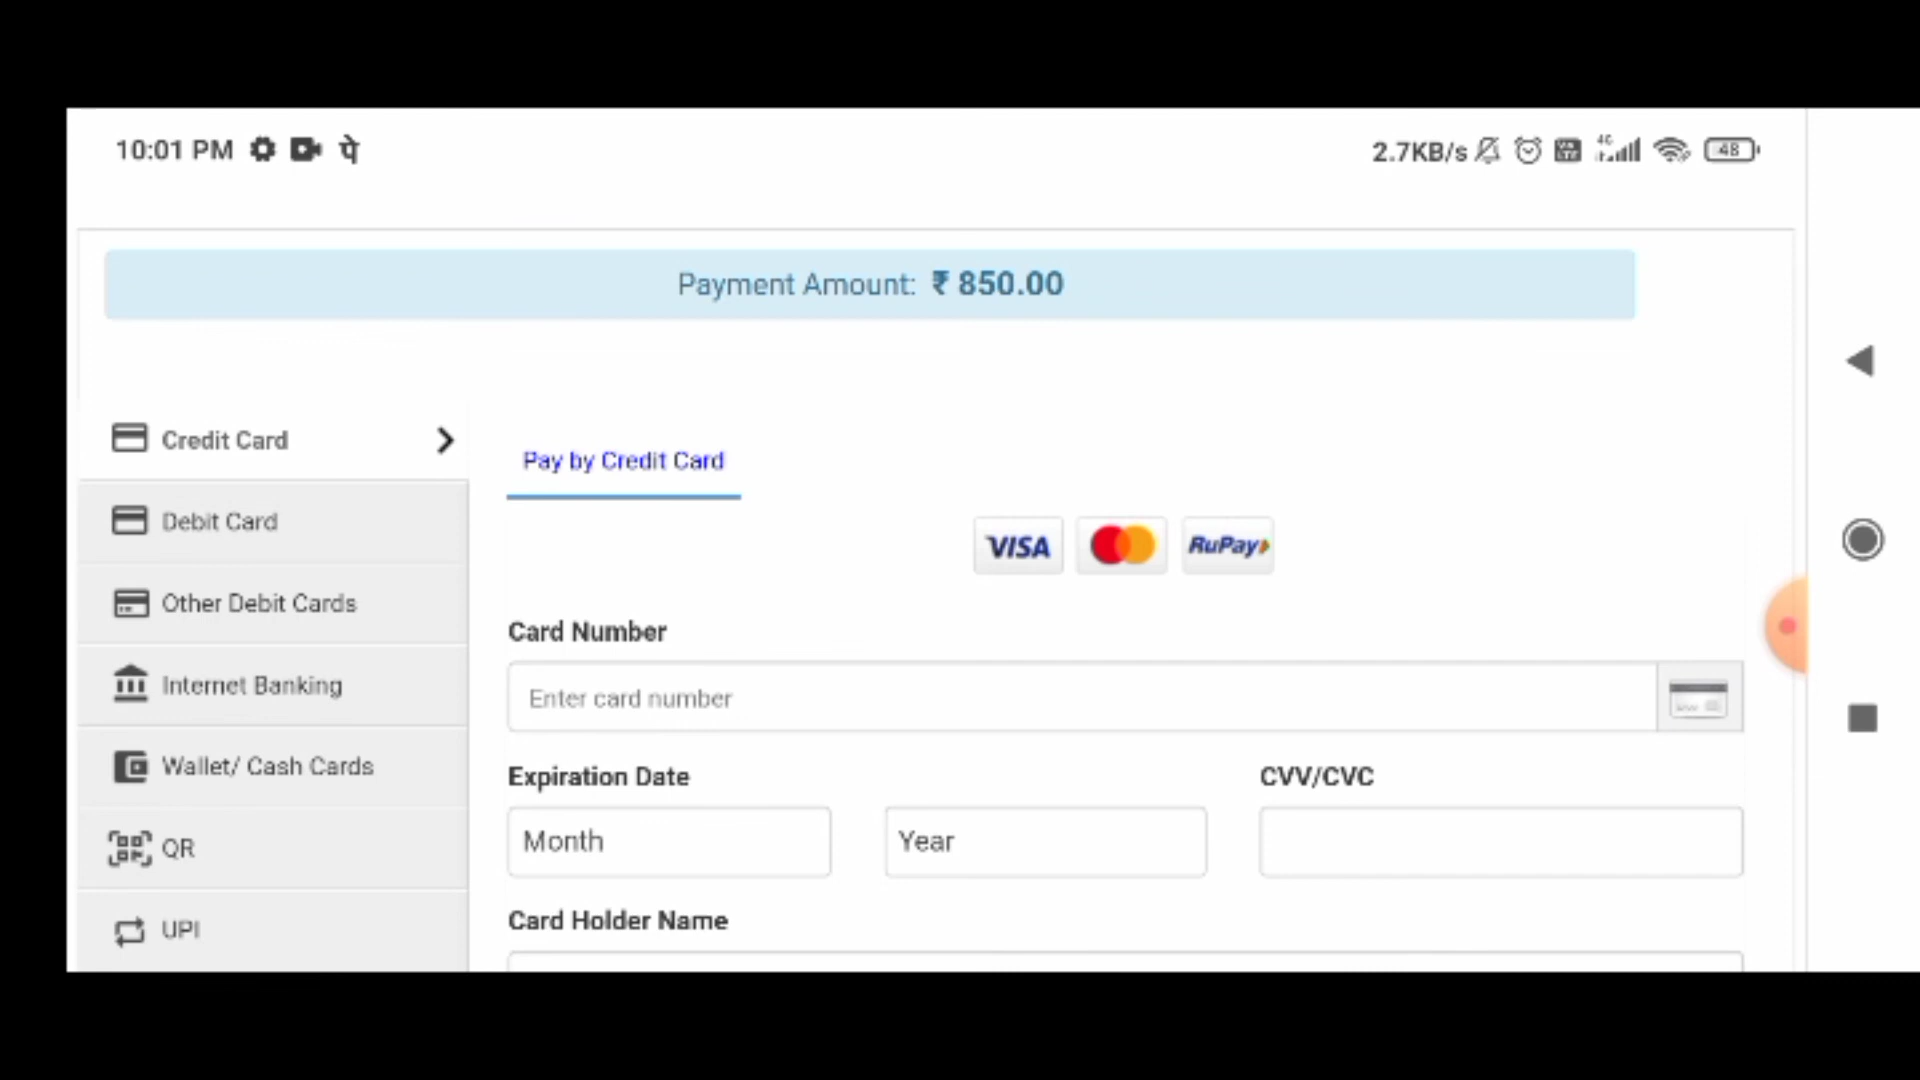 10:01 PM पे 2.7KB/s 4G 48
Payment Amount: ₹ 850.00
Credit Card
Pay by Credit Card
Debit Card
VISA RuPay
Other Debit Cards
Card Number
Internet Banking
Enter card number
Wallet/ Cash Cards
Expiration Date CVV/CVC
QR
Month Year
UPI
Card Holder Name